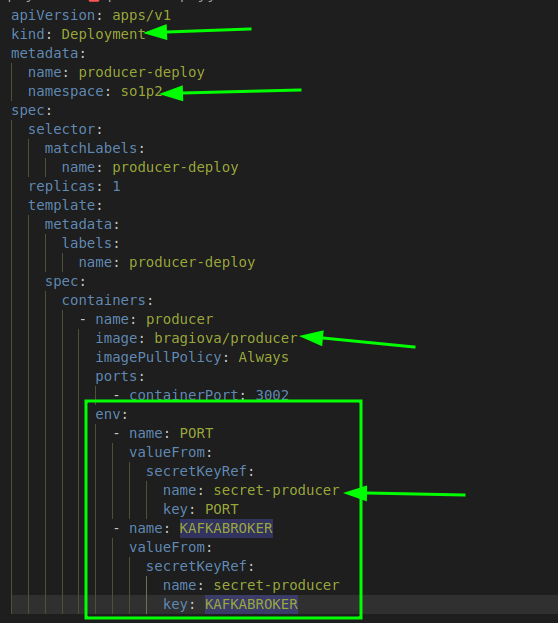 apiVersion: apps/v1
kind: Deployment
metadata:
  name: producer-deploy
  namespace: so1p2
spec:
  selector:
    matchLabels:
      name: producer-deploy
  replicas: 1
  template:
    metadata:
      labels:
        name: producer-deploy
    spec:
      containers:
        - name: producer
          image: bragiova/producer
          imagePullPolicy: Always
          ports:
            - containerPort: 3002
          env:
            - name: PORT
              valueFrom:
                secretKeyRef:
                  name: secret-producer
                  key: PORT
            - name: KAFKABROKER
              valueFrom:
                secretKeyRef:
                  name: secret-producer
                  key: KAFKABROKER